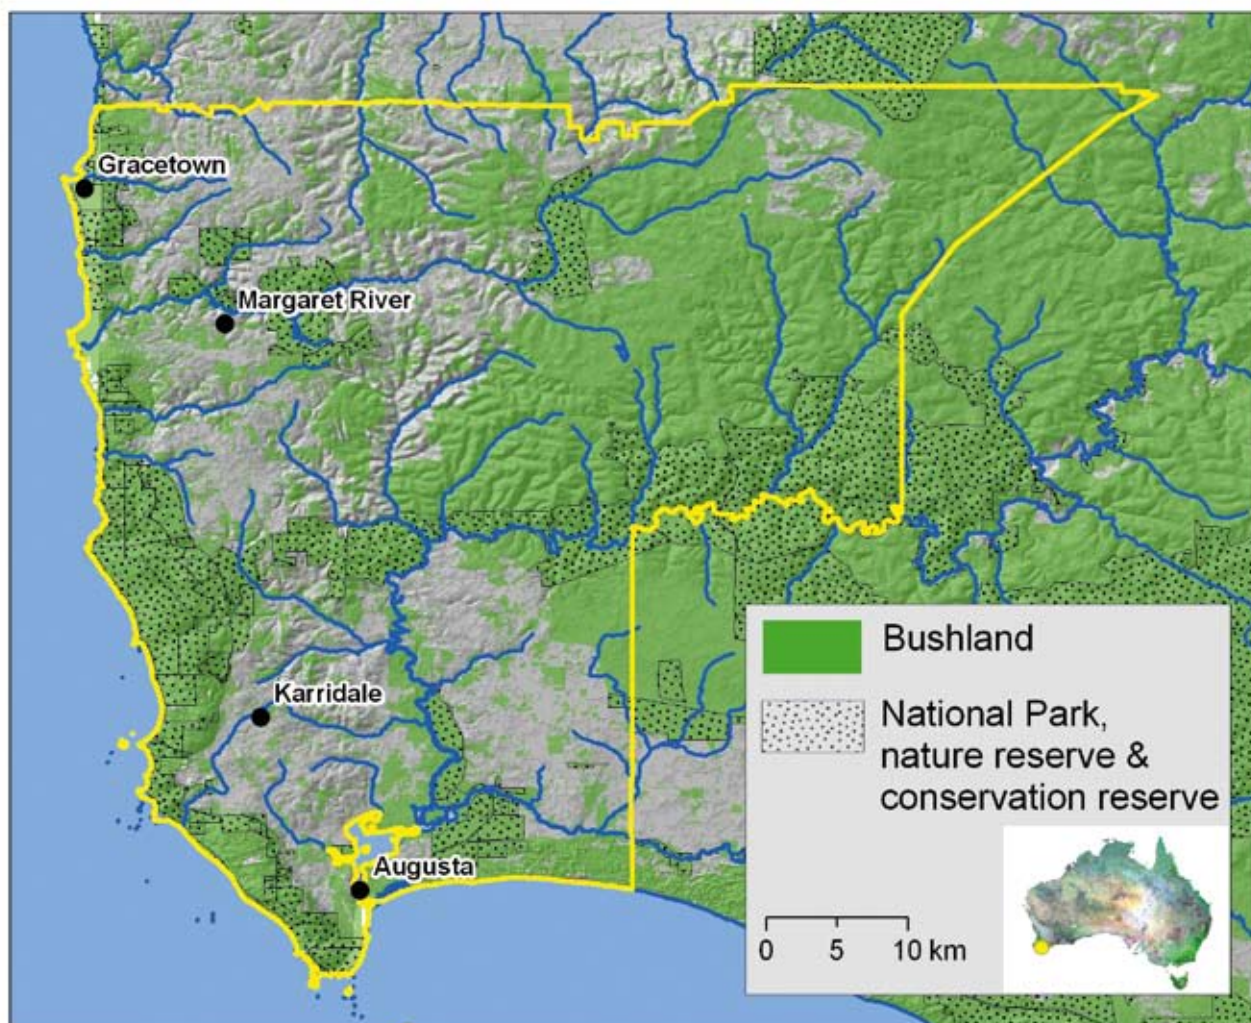 Gracetown
Margaret River
Karridale
Augusta
Bushland
National Park,
nature reserve &
conservation reserve
0 5 10 km